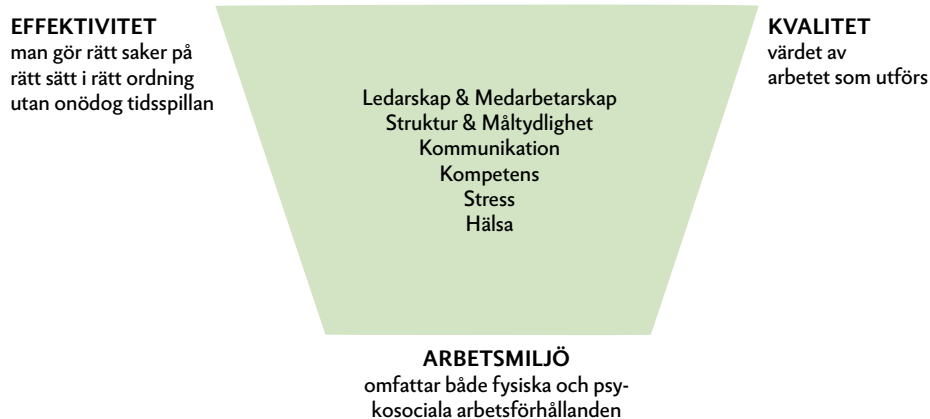 EFFEKTIVITET
man gör rätt saker på
rätt sätt i rätt ordning
utan onödog tidsspillan
KVALITET
värdet av
arbetet som utförs
Ledarskap & Medarbetarskap
Struktur & Måltydlighet
Kommunikation
Kompetens
Stress
Hälsa
ARBETSMILJÖ
omfattar både fysiska och psy-
kosociala arbetsförhållanden